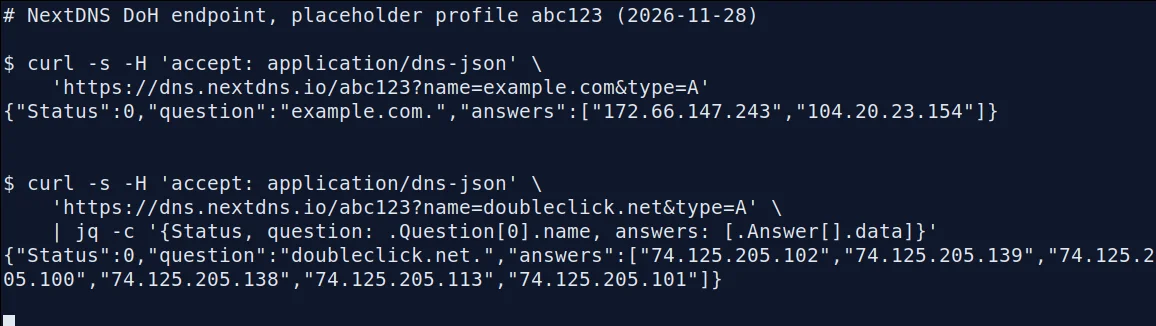 # NextDNS DoH endpoint, placeholder profile abc123 (2026-11-28)
$ curl -s -H 'accept: application/dns-json' \
'https://dns.nextdns.io/abc123?name=example.com&type=A'
{"Status":0,"question":"example.com.","answers":["172.66.147.243","104.20.23.154"]}
$ curl -s -H 'accept: application/dns-json' \
'https://dns.nextdns.io/abc123?name=doubleclick.net&type=A' \
| jq -c '{Status, question: .Question[0].name, answers: [.Answer[].data]}'
{"Status":0,"question":"doubleclick.net.","answers":["74.125.205.102","74.125.205.139","74.125.2
05.100","74.125.205.138","74.125.205.113","74.125.205.101"]}